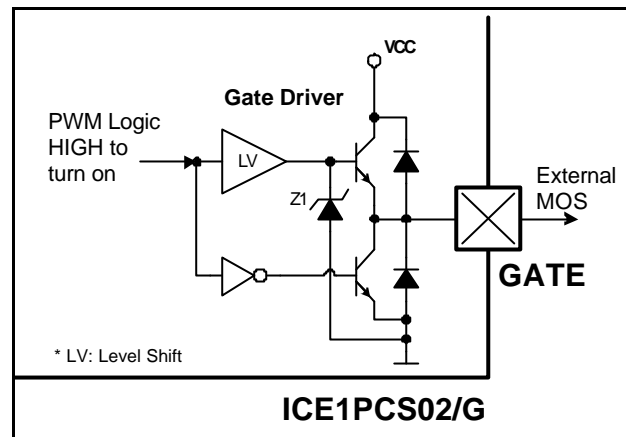 VCC
Gate Driver
PWM Logic
HIGH to
turn on
LV
Z1
External
MOS
GATE
* LV: Level Shift
ICE1PCS02/G